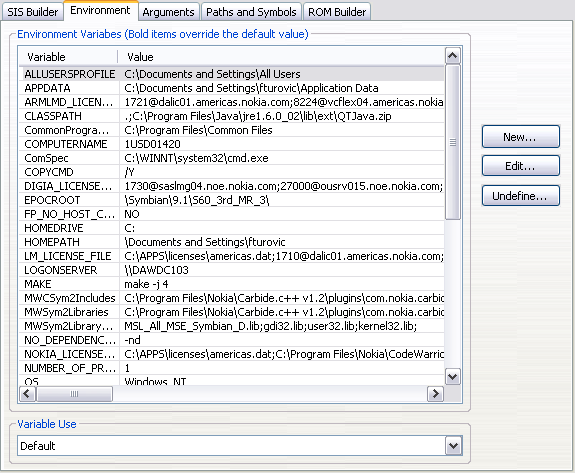 SIS Builder Environment Arguments Paths and Symbols ROM Builder
Environment Variabes (Bold items override the default value)
Variable Value
ALLUSERSPROFILE C:\Documents and Settings\All Users
APPDATA C:\Documents and Settings\fturovic\Application Data
ARMLMD_LICEN... 1721@dalic01.americas.nokia.com;8224@vcflex04.americas.nokia
CLASSPATH .;C:\Program Files\Java\jre1.6.0_02\lib\ext\QTJava.zip
CommonProgra... C:\Program Files\Common Files
COMPUTERNAME 1USD01420
ComSpec C:\WINNT\system32\cmd.exe
COPYCMD /Y
DIGIA_LICENSE... 1730@saslmg04.noe.nokia.com;27000@ousrv015.noe.nokia.com;
EPOCROOT \Symbian\9.1\S60_3rd_MR_3\
FP_NO_HOST_C... NO
HOMEDRIVE C:
HOMEPATH \Documents and Settings\fturovic
LM_LICENSE_FILE C:\APPS\licenses\americas.dat;1710@dalic01.americas.nokia.com;
LOGONSERVER \\DAWDC103
MAKE make -j 4
MWCSym2Includes C:\Program Files\Nokia\Carbide.c++ v1.2\plugins\com.nokia.carbid
MWSym2Libraries C:\Program Files\Nokia\Carbide.c++ v1.2\plugins\com.nokia.carbid
MWSym2Library... MSL_All_MSE_Symbian_D.lib;gdi32.lib;user32.lib;kernel32.lib;
NO_DEPENDENC... -nd
NOKIA_LICENSE... C:\APPS\licenses\americas.dat;C:\Program Files\Nokia\CodeWarric
NUMBER_OF_PR... 1
OS Windows_NT
New...
Edit...
Undefine...
Variable Use
Default